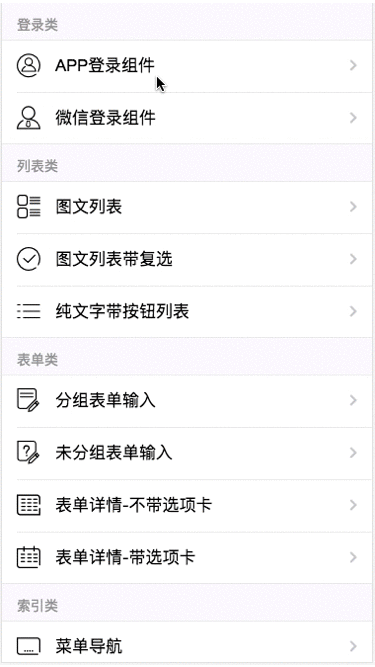 登录类
APP登录组件
微信登录组件
列表类
图文列表
图文列表带复选
纯文字带按钮列表
表单类
分组表单输入
未分组表单输入
表单详情-不带选项卡
表单详情-带选项卡
索引类
菜单导航